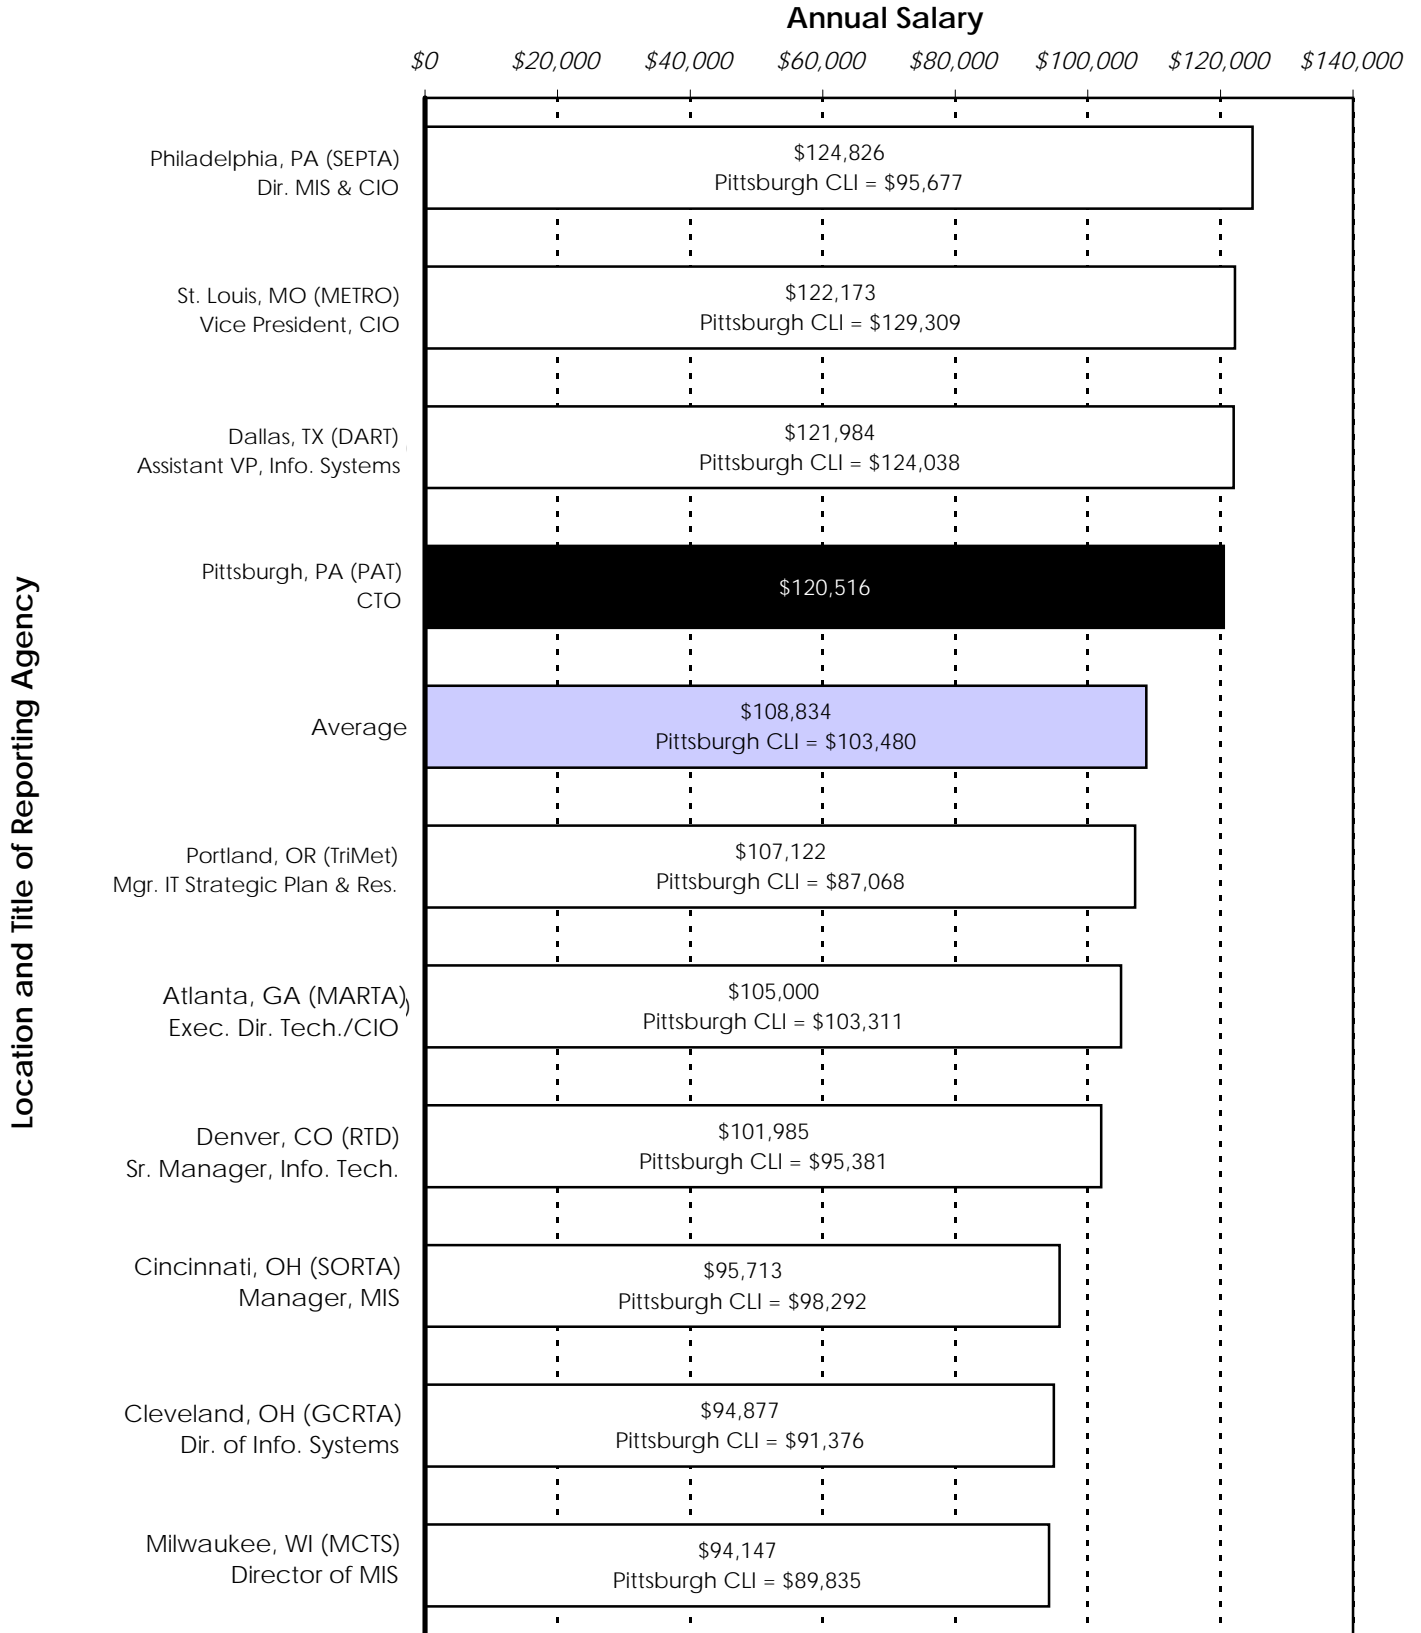 Annual Salary
$0 $20,000 $40,000 $60,000 $80,000 $100,000 $120,000 $140,000
Location and Title of Reporting Agency
Philadelphia, PA (SEPTA)
Dir. MIS & CIO
$124,826
Pittsburgh CLI = $95,677
St. Louis, MO (METRO)
Vice President, CIO
$122,173
Pittsburgh CLI = $129,309
Dallas, TX (DART)
Assistant VP, Info. Systems
$121,984
Pittsburgh CLI = $124,038
Pittsburgh, PA (PAT)
CTO
$120,516
Average
$108,834
Pittsburgh CLI = $103,480
Portland, OR (TriMet)
Mgr. IT Strategic Plan & Res.
$107,122
Pittsburgh CLI = $87,068
Atlanta, GA (MARTA)
Exec. Dir. Tech./CIO
$105,000
Pittsburgh CLI = $103,311
Denver, CO (RTD)
Sr. Manager, Info. Tech.
$101,985
Pittsburgh CLI = $95,381
Cincinnati, OH (SORTA)
Manager, MIS
$95,713
Pittsburgh CLI = $98,292
Cleveland, OH (GCRTA)
Dir. of Info. Systems
$94,877
Pittsburgh CLI = $91,376
Milwaukee, WI (MCTS)
Director of MIS
$94,147
Pittsburgh CLI = $89,835